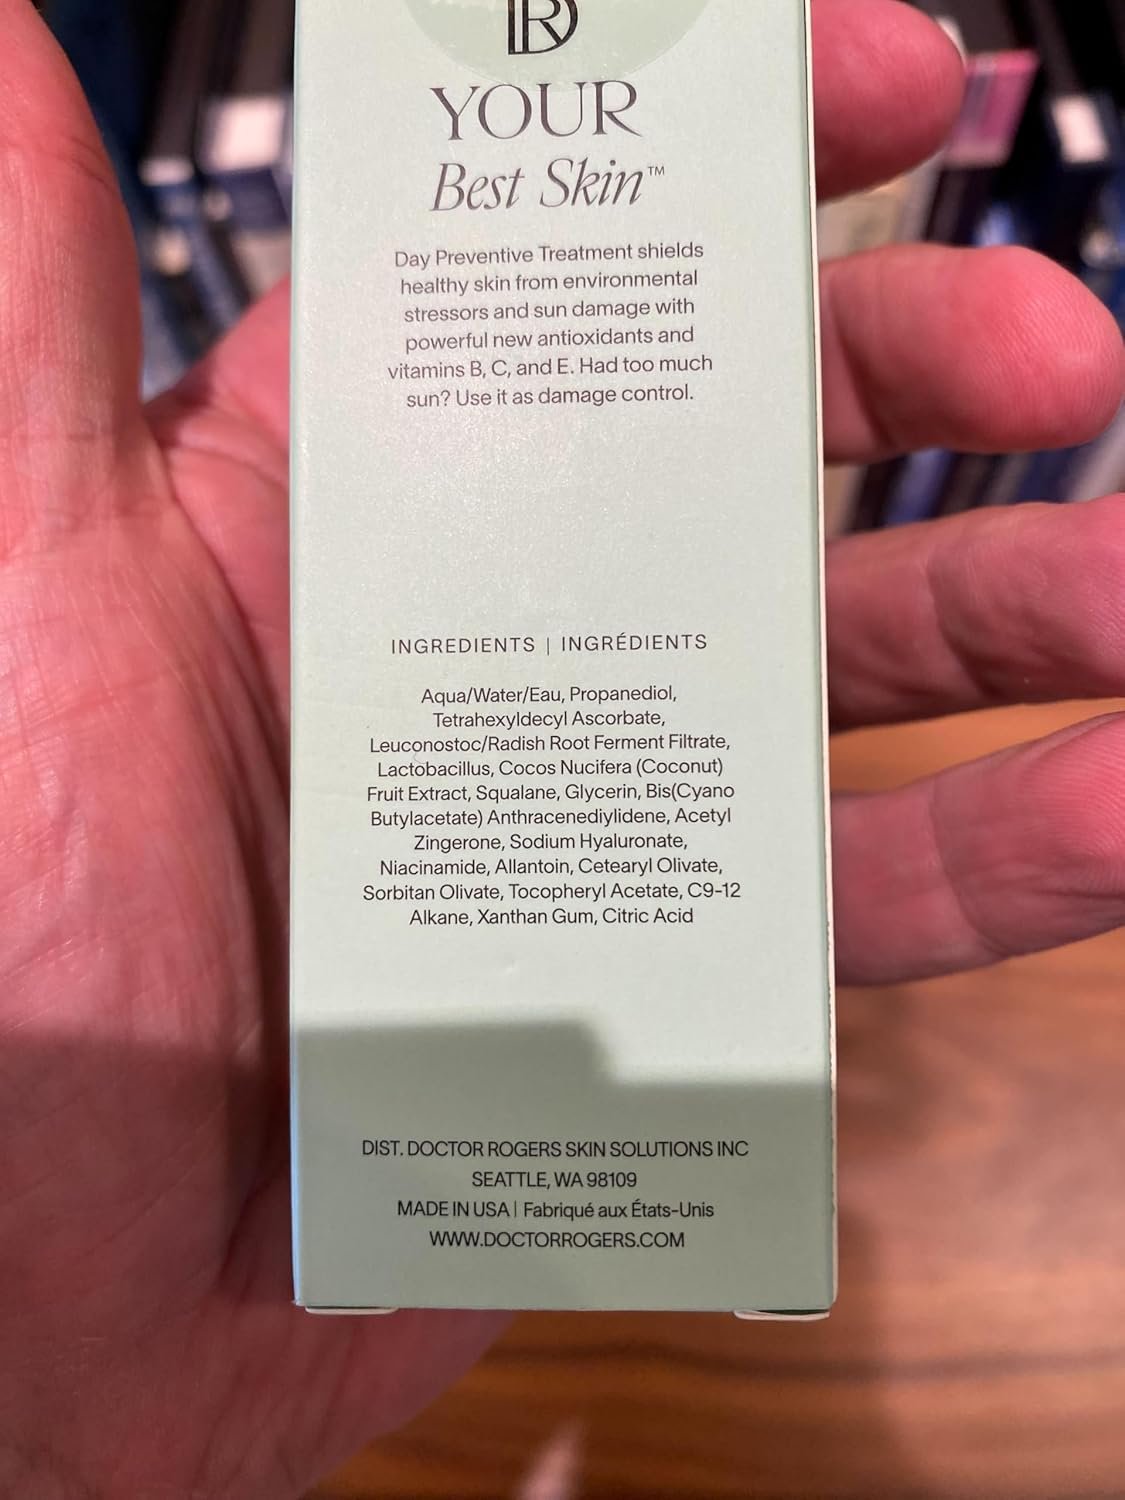 DR
YOUR
Best Skin™
Day Preventive Treatment shields
healthy skin from environmental
stressors and sun damage with
powerful new antioxidants and
vitamins B, C, and E. Had too much
sun? Use it as damage control.
INGREDIENTS | INGRÉDIENTS
Aqua/Water/Eau, Propanediol,
Tetrahexyldecyl Ascorbate,
Leuconostoc/Radish Root Ferment Filtrate,
Lactobacillus, Cocos Nucifera (Coconut)
Fruit Extract, Squalane, Glycerin, Bis(Cyano
Butylacetate) Anthracenediylidene, Acetyl
Zingerone, Sodium Hyaluronate,
Niacinamide, Allantoin, Cetearyl Olivate,
Sorbitan Olivate, Tocopheryl Acetate, C9-12
Alkane, Xanthan Gum, Citric Acid
DIST. DOCTOR ROGERS SKIN SOLUTIONS INC
SEATTLE, WA 98109
MADE IN USA | Fabriqué aux États-Unis
WWW.DOCTORROGERS.COM